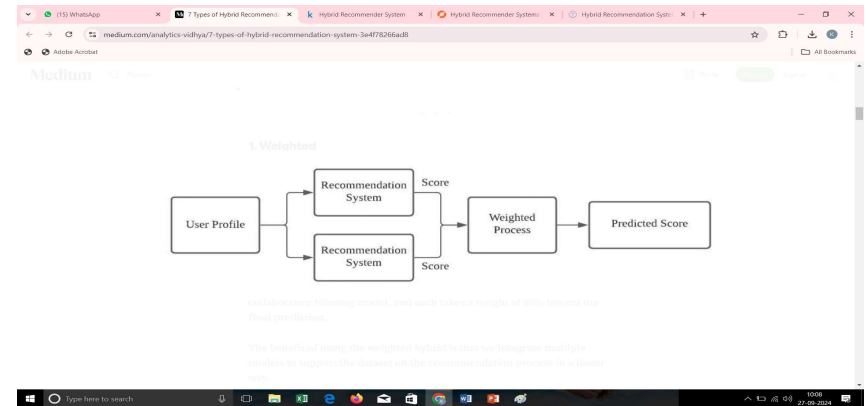 (15) WhatsApp
7 Types of Hybrid Recommend
Hybrid Recommender System
Hybrid Recommender Systems
Hybrid Recommendation Syste
medium.com/analytics-vidhya/7-types-of-hybrid-recommendation-system-3e4f78266ad8
Adobe Acrobat
All Bookmarks
Medium
1. Weighted
User Profile
Recommendation
System
Score
Recommendation
System
Score
Weighted
Process
Predicted Score
collaborative filtering model, and each takes a weight of 50% toward the
final prediction.
The benefit of using the weighted hybrid is that we integrate multiple
models to support the dataset on the recommendation process in a linear
way.
Type here to search
10:08
27-09-2024